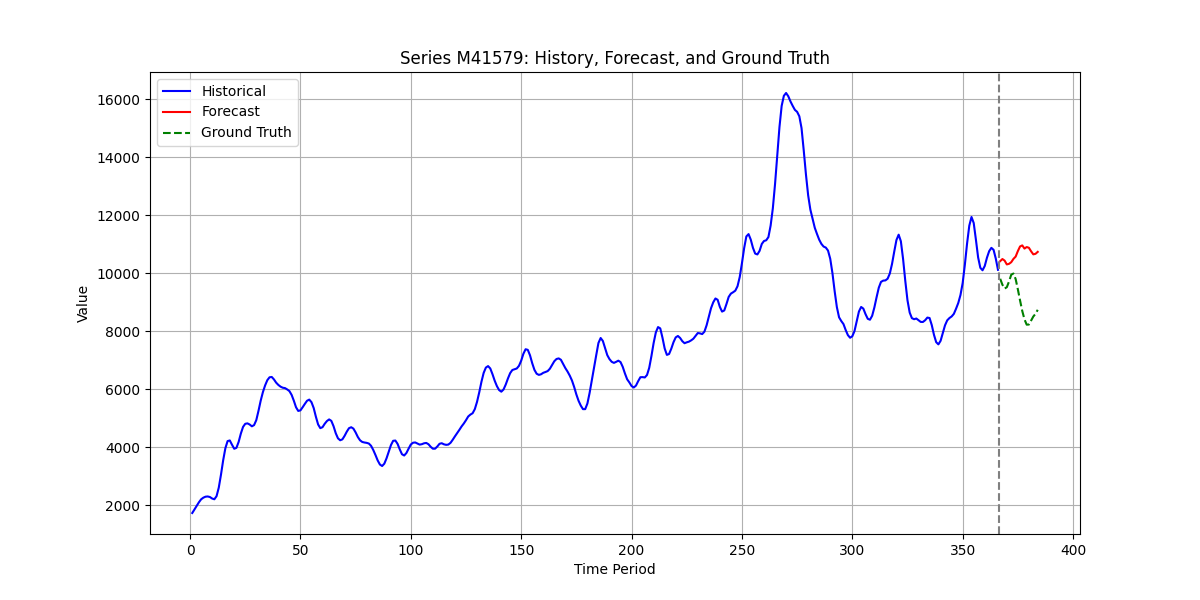 Series M41579: History, Forecast, and Ground Truth
Historical
Forecast
Ground Truth
16000
14000
12000
10000
8000
6000
4000
2000
Value
0 50 100 150 200 250 300 350 400
Time Period